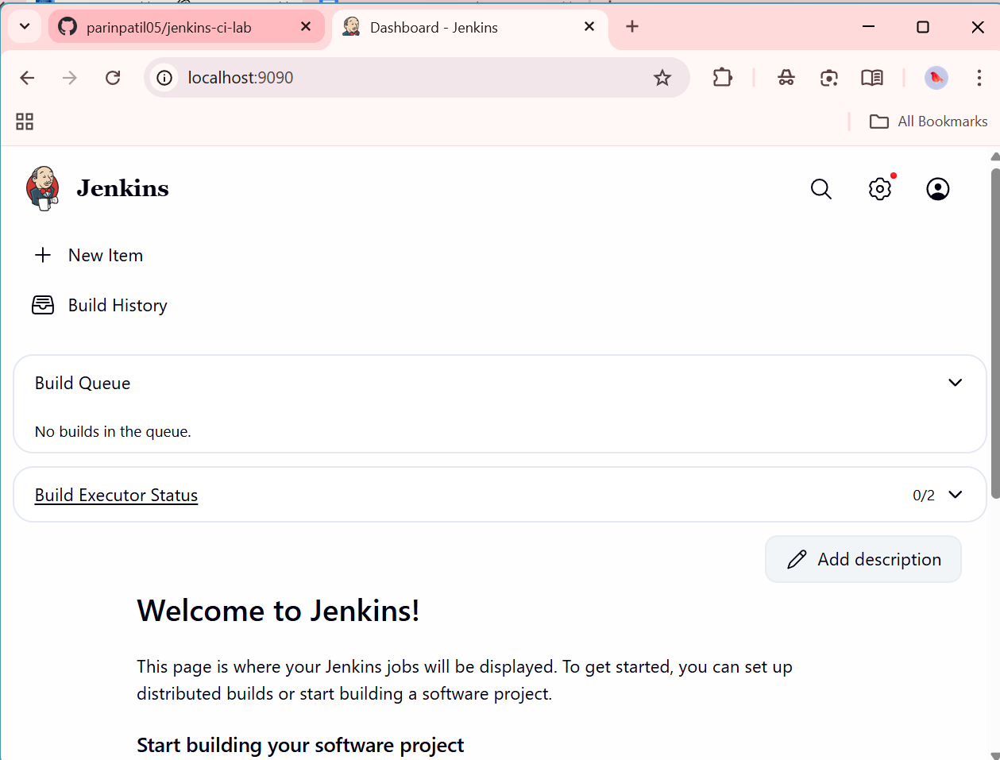 parinpatil05/jenkins-ci-lab
Dashboard - Jenkins
localhost:9090
All Bookmarks
Jenkins
New Item
Build History
Build Queue
No builds in the queue.
Build Executor Status
0/2
Add description
Welcome to Jenkins!
This page is where your Jenkins jobs will be displayed. To get started, you can set up
distributed builds or start building a software project.
Start building your software project